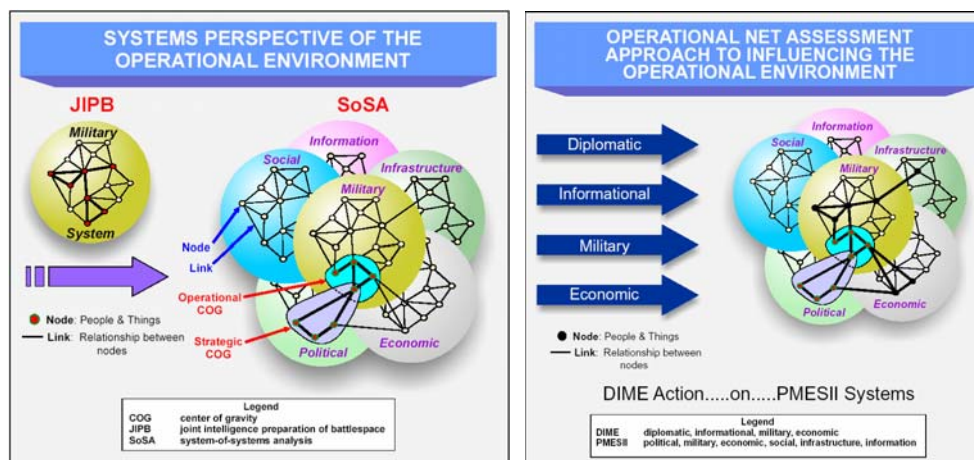 SYSTEMS PERSPECTIVE OF THE
OPERATIONAL ENVIRONMENT
JIPB
SoSA
Military
System
Information
Social
Infrastructure
Military
Node
Link
Operational
COG
Strategic
COG
Political
Economic
Node: People & Things
Link: Relationship between
nodes
Legend
COG center of gravity
JIPB joint intelligence preparation of battlespace
SoSA system-of-systems analysis
OPERATIONAL NET ASSESSMENT
APPROACH TO INFLUENCING THE
OPERATIONAL ENVIRONMENT
Diplomatic
Informational
Military
Economic
Information
Social
Infrastructure
Military
Political
Economic
Node: People & Things
Link: Relationship between
nodes
DIME Action.....on.....PMESII Systems
Legend
DIME diplomatic, informational, military, economic
PMESII political, military, economic, social, infrastructure, information